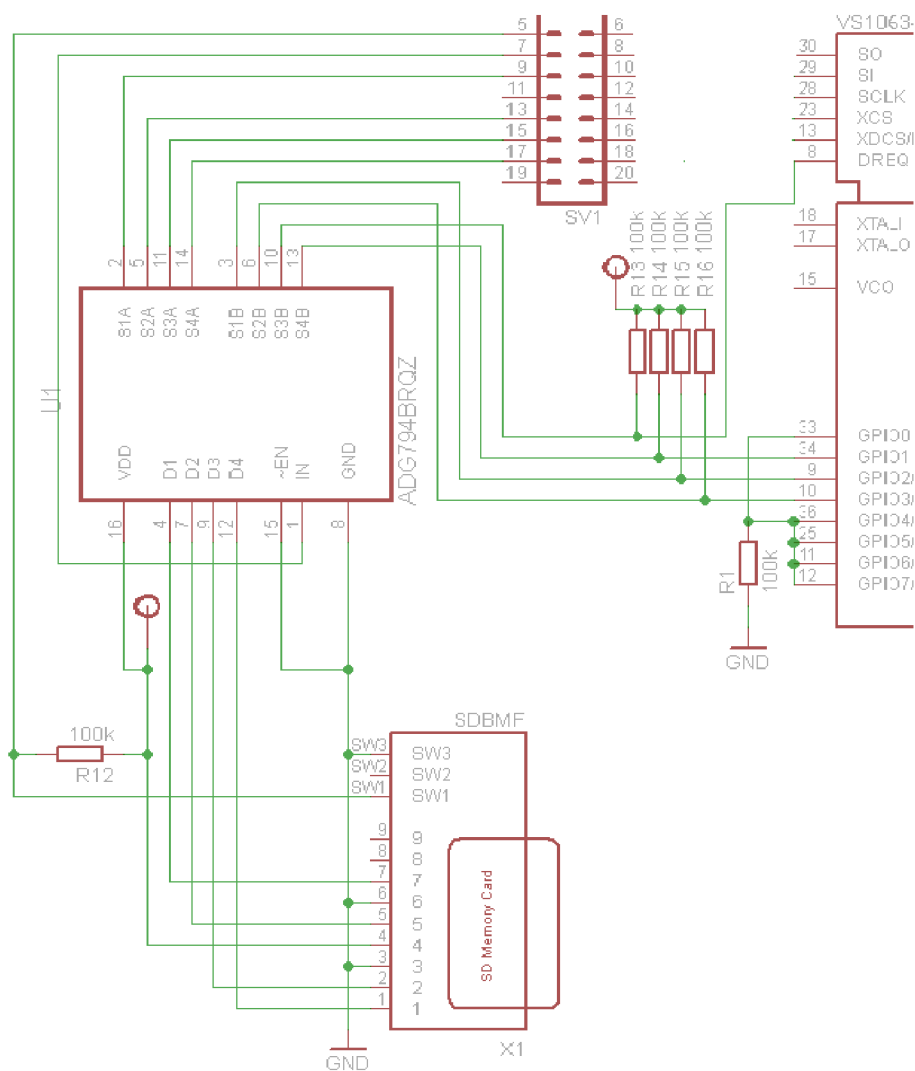 VS1063-
5 6
7 8
9 10
11 12
13 14
15 16
17 18
19 20
SV1
30 SO
29 SI
28 SCLK
23 XCS
13 XDCS/
8 DREQ
18 XTAL_I
17 XTAL_O
15 VCO
33 GPIO0
34 GPIO1
9 GPIO2/
10 GPIO3/
36 GPIO4/
25 GPIO5/
11 GPIO6/
12 GPIO7/
R13 100k
R14 100k
R15 100k
R16 100k
R1 100k
GND
2 5 11 14 3 6 10 13
S1A S2A S3A S4A S1B S2B S3B S4B
U1
ADG794BRQZ
VDD D1 D2 D3 D4 ~EN IN GND
16 4 7 9 12 15 1 8
100k
R12
SDBMF
SW3 SW3
SW2 SW2
SW1 SW1
9 9
8 8
7 7
6 6
5 5
4 4
3 3
2 2
1 1
SD Memory Card
X1
GND